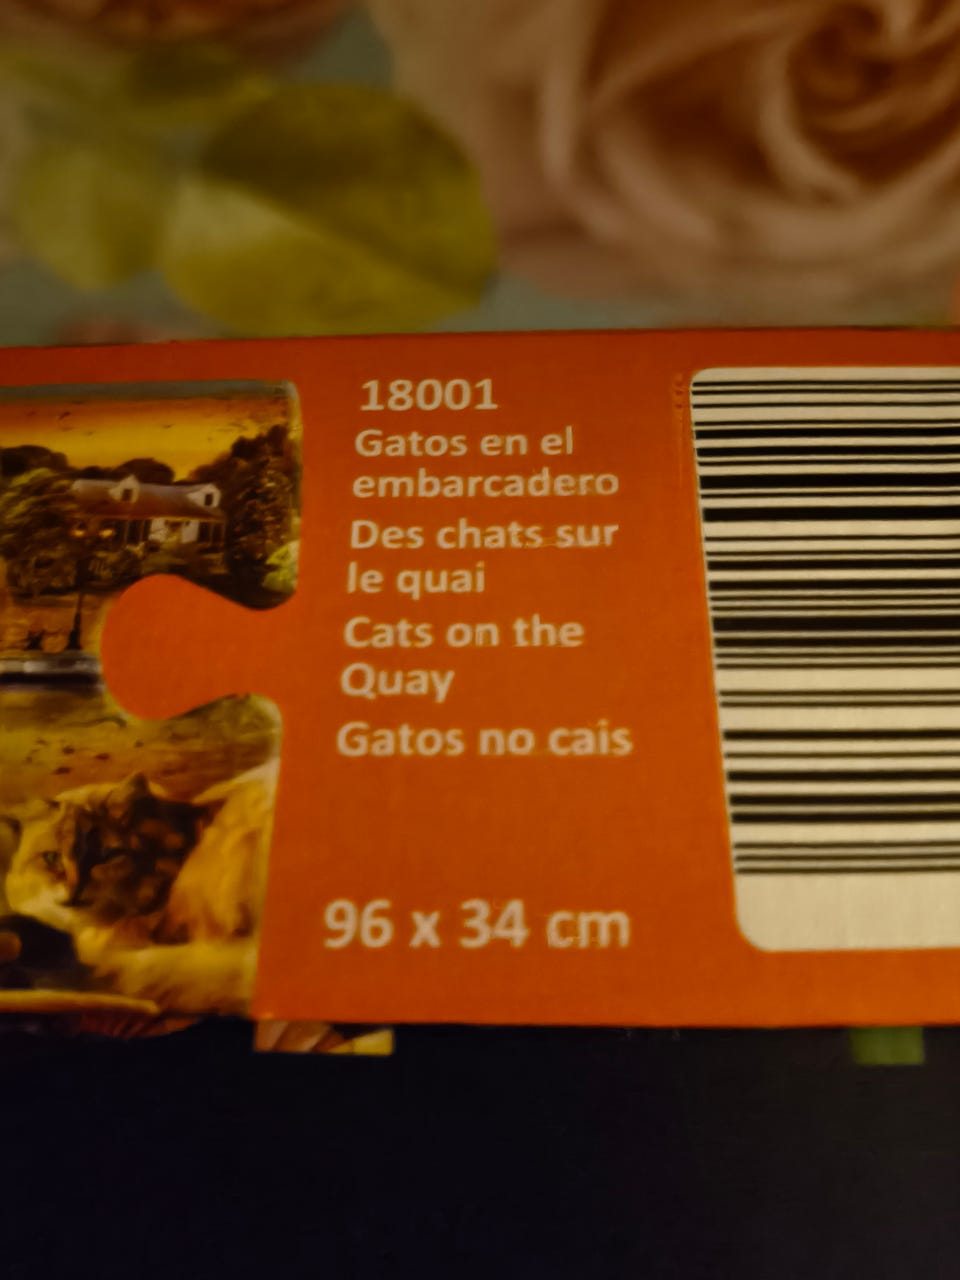 18001
Gatos en el
embarcadero
Des chats sur
le quai
Cats on the
Quay
Gatos no cais
96 x 34 cm